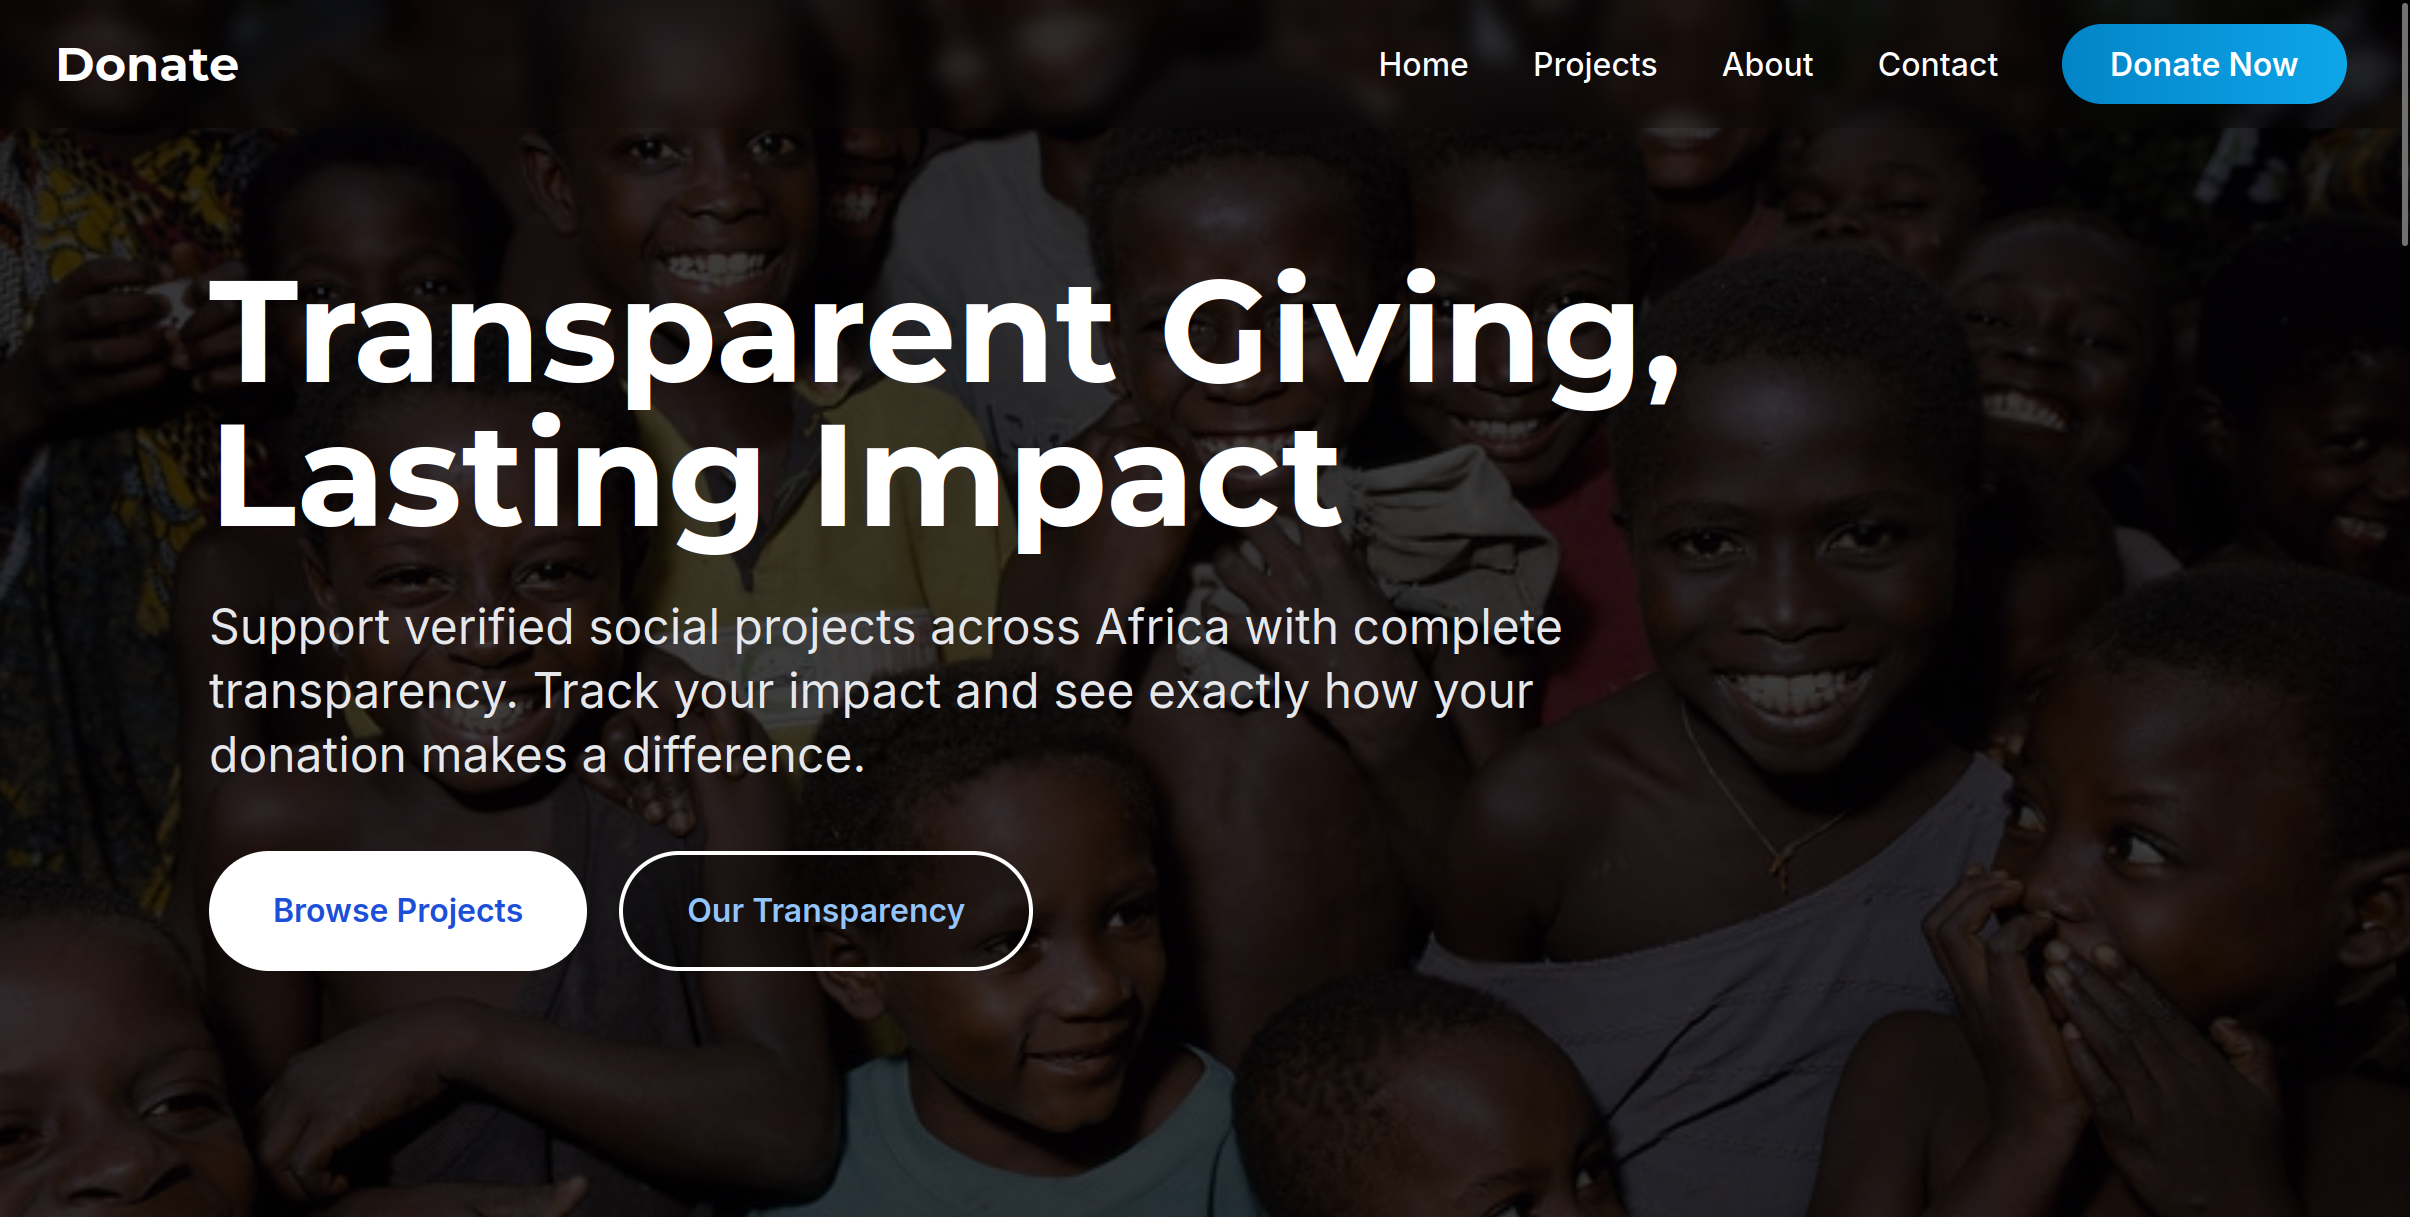 Donate
Home Projects About Contact Donate Now
Transparent Giving,
Lasting Impact
Support verified social projects across Africa with complete
transparency. Track your impact and see exactly how your
donation makes a difference.
Browse Projects Our Transparency